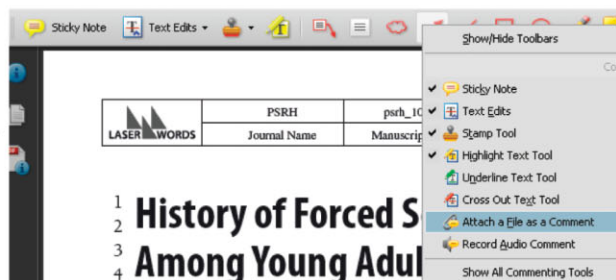 Sticky Note Text Edits
Show/Hide Toolbars
Sticky Note
Text Edits
Stamp Tool
Highlight Text Tool
Underline Text Tool
Cross Out Text Tool
Attach a File as a Comment
Record Audio Comment
Show All Commenting Tools
LASER WORDS
PSRH
Journal Name
1 History of Forced
2
3 Among Young
4